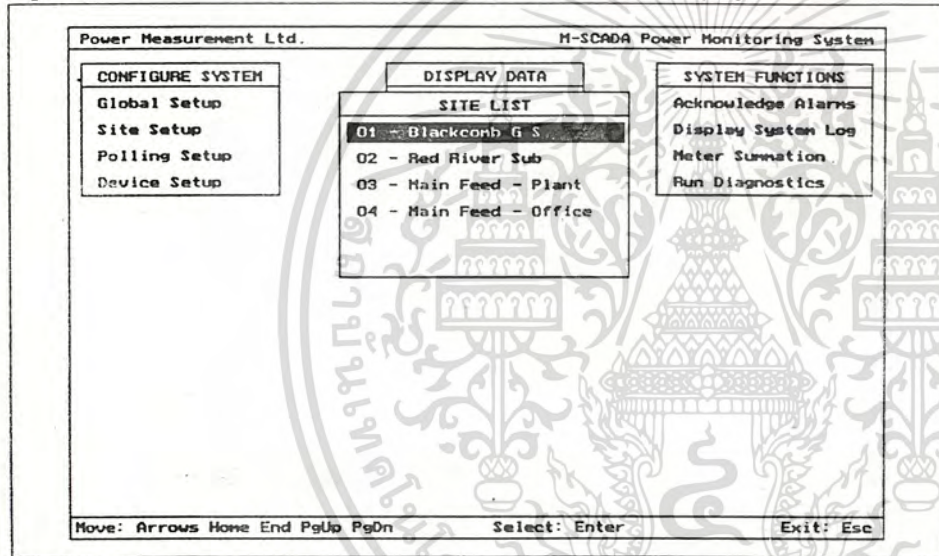 Power Measurement Ltd. M-SCADA Power Monitoring System
CONFIGURE SYSTEM
Global Setup
Site Setup
Polling Setup
Device Setup
DISPLAY DATA
SITE LIST
01 - Blackcomb G S
02 - Red River Sub
03 - Main Feed - Plant
04 - Main Feed - Office
SYSTEM FUNCTIONS
Acknowledge Alarms
Display System Log
Meter Summation
Run Diagnostics
Move: Arrows Home End PgUp PgDn Select: Enter Exit: Esc